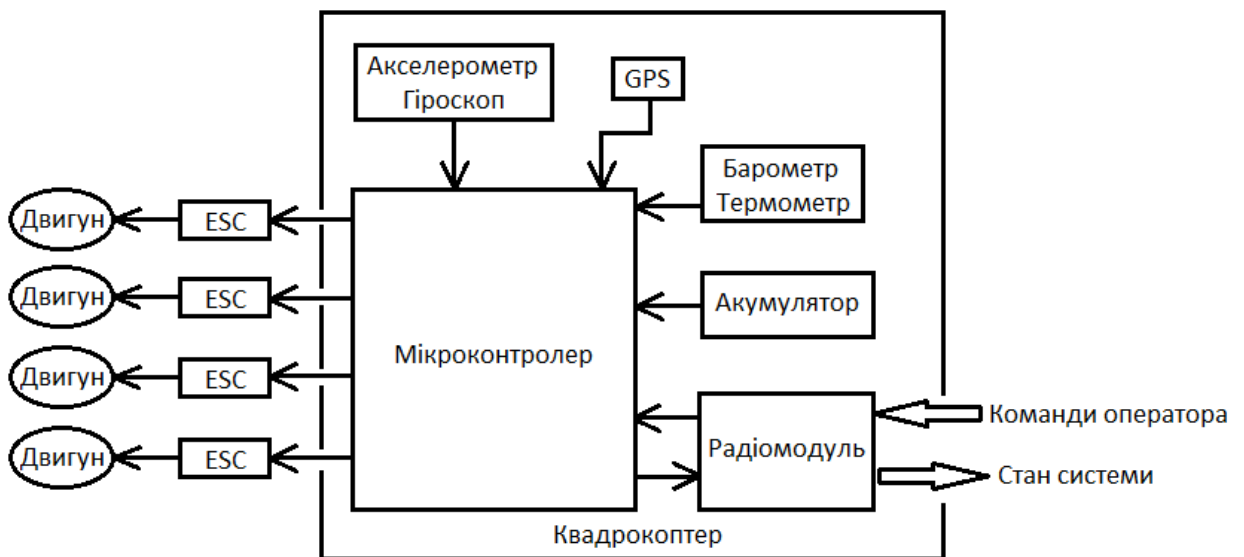 Акселерометр
Гіроскоп
GPS
Барометр
Термометр
Двигун
ESC
Двигун
ESC
Акумулятор
Мікроконтролер
Двигун
ESC
Команди оператора
Радіомодуль
Двигун
ESC
Стан системи
Квадрокоптер